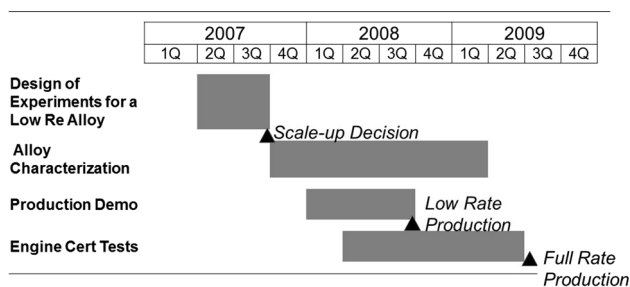 2007 2008 2009
1Q 2Q 3Q 4Q 1Q 2Q 3Q 4Q 1Q 2Q 3Q 4Q
Design of
Experiments for a
Low Re Alloy
Scale-up Decision
Alloy
Characterization
Production Demo
Low Rate
Production
Engine Cert Tests
Full Rate
Production